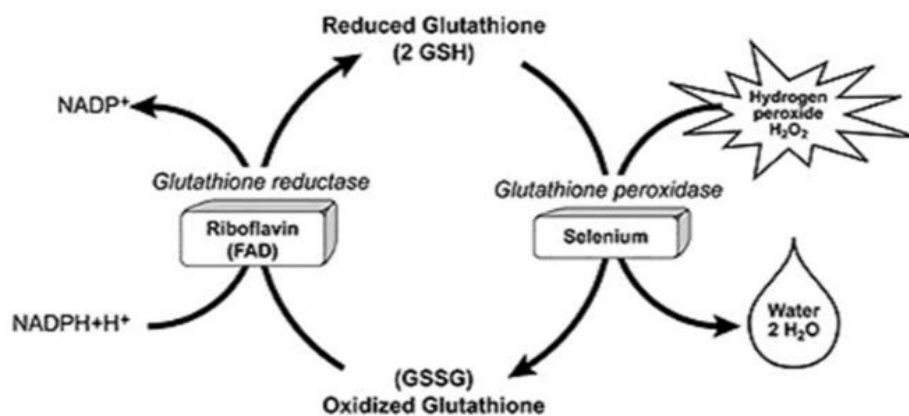 Reduced Glutathione
(2 GSH)
NADP⁺
Hydrogen
peroxide
H₂O₂
Glutathione reductase
Glutathione peroxidase
Riboflavin
(FAD)
Selenium
NADPH+H⁺
Water
2 H₂O
(GSSG)
Oxidized Glutathione